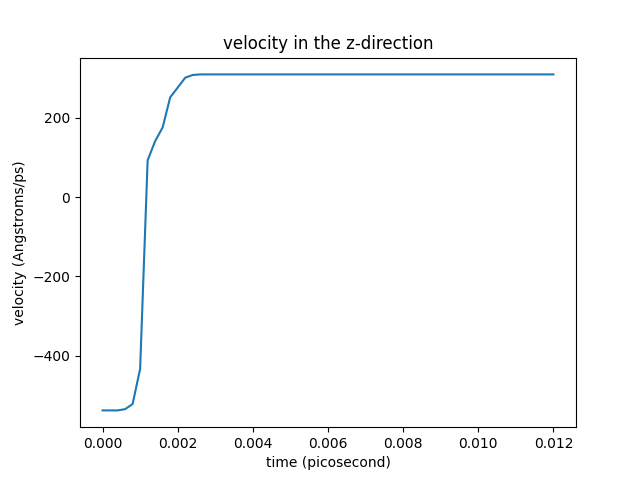 velocity in the z-direction
velocity (Angstroms/ps)
200
0
−200
−400
0.000 0.002 0.004 0.006 0.008 0.010 0.012
time (picosecond)